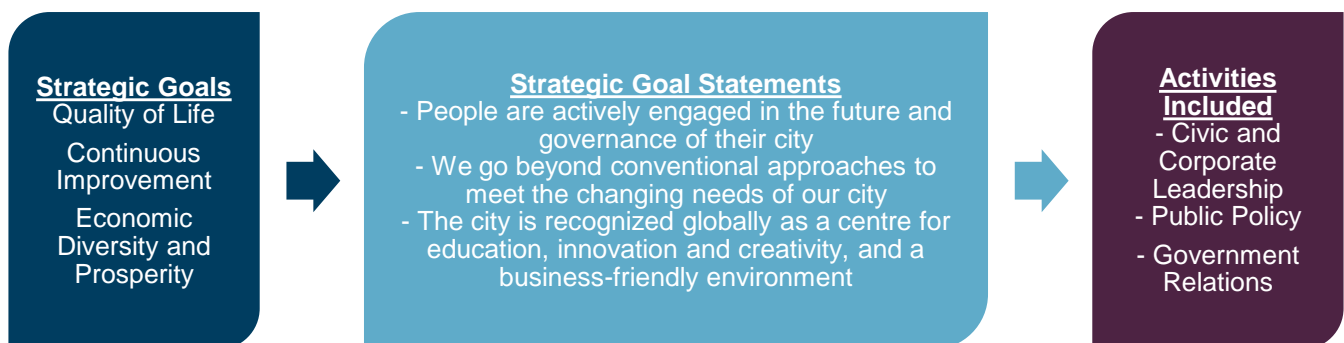 Strategic Goals
Quality of Life
Continuous
Improvement
Economic
Diversity and
Prosperity
Strategic Goal Statements
- People are actively engaged in the future and
governance of their city
- We go beyond conventional approaches to
meet the changing needs of our city
- The city is recognized globally as a centre for
education, innovation and creativity, and a
business-friendly environment
Activities
Included
- Civic and
Corporate
Leadership
- Public Policy
- Government
Relations